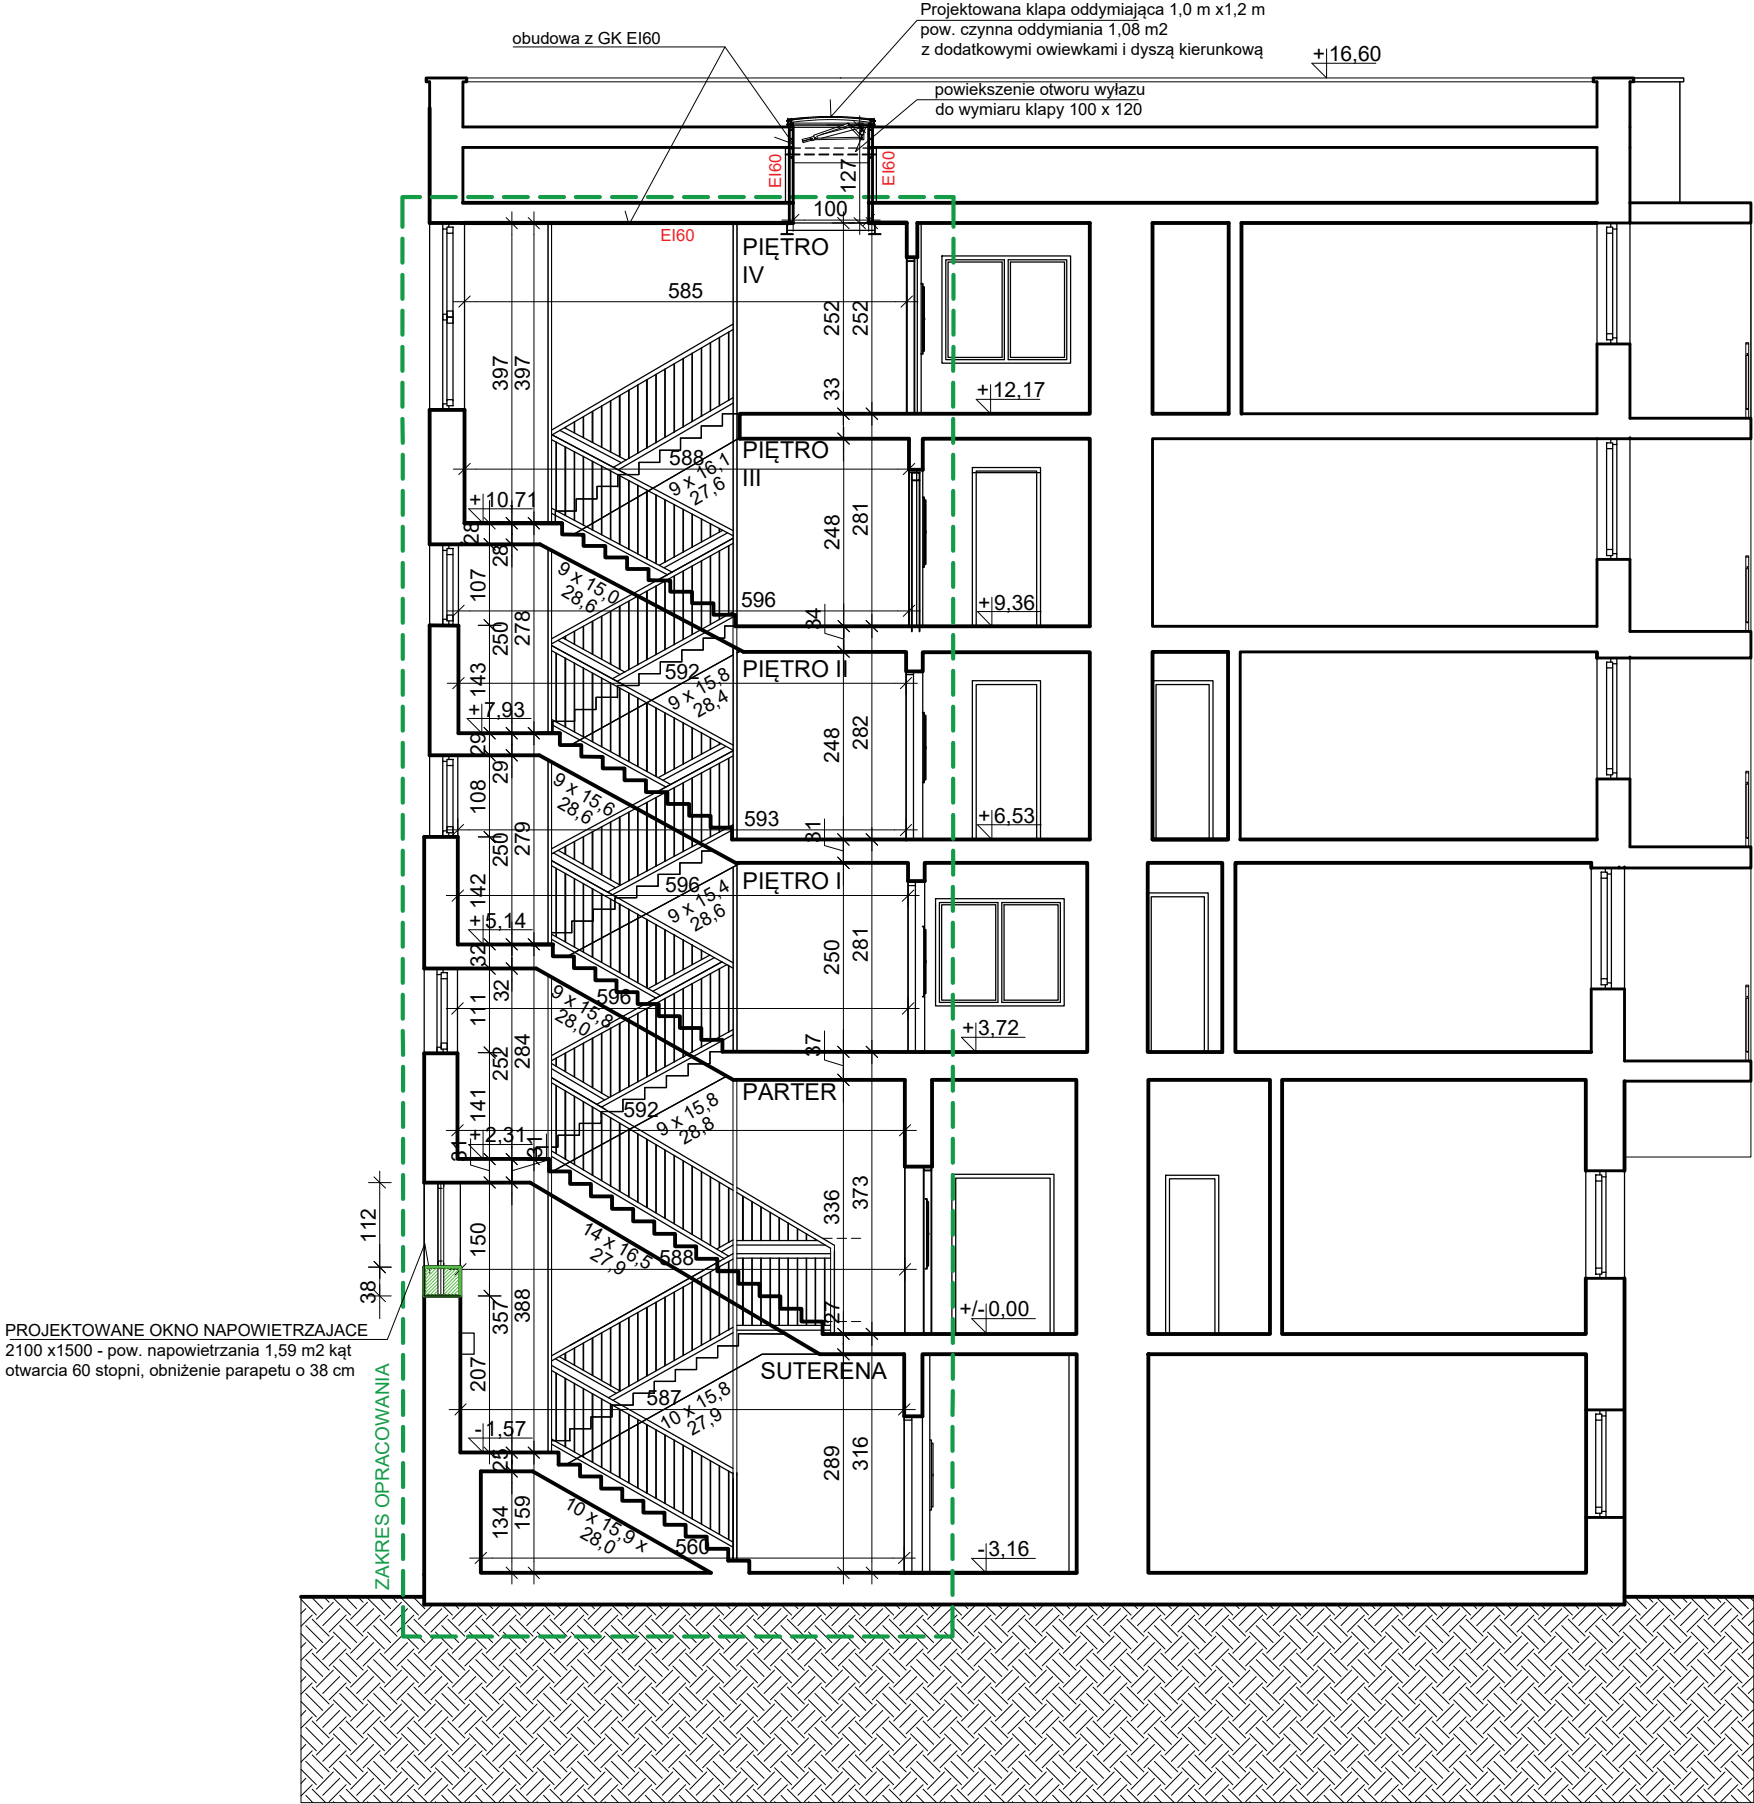 Projektowana klapa oddymiająca 1,0 m x1,2 m
pow. czynna oddymiania 1,08 m2
z dodatkowymi owiewkami i dyszą kierunkową
obudowa z GK EI60
+16,60
powiekszenie otworu wyłazu
do wymiaru klapy 100 x 120
EI60
127
EI60
100
EI60
PIĘTRO
IV
585
252
252
397
397
33
+12,17
PIĘTRO
III
588
9 x 16,1
27,6
+10,71
28
28
248
281
107
9 x 15,0
28,6
596
+9,36
250
278
34
143
592
PIĘTRO II
9 x 15,8
28,4
+7,93
29
29
248
282
108
9 x 15,6
28,6
593
+6,53
250
279
31
142
596
PIĘTRO I
9 x 15,4
28,6
+5,14
32
32
250
281
111
9 x 15,8
28,0
596
+3,72
252
284
37
141
592
PARTER
9 x 15,8
28,8
+2,31
31
31
336
373
112
150
14 x 16,5
27,9
588
38
357
388
27
+/-0,00
PROJEKTOWANE OKNO NAPOWIETRZAJACE
2100 x1500 - pow. napowietrzania 1,59 m2 kąt
otwarcia 60 stopni, obniżenie parapetu o 38 cm
207
SUTERENA
587
10 x 15,8
27,9
-1,57
25
289
316
134
159
10 x 15,9 x
28,0
560
-3,16
ZAKRES OPRACOWANIA